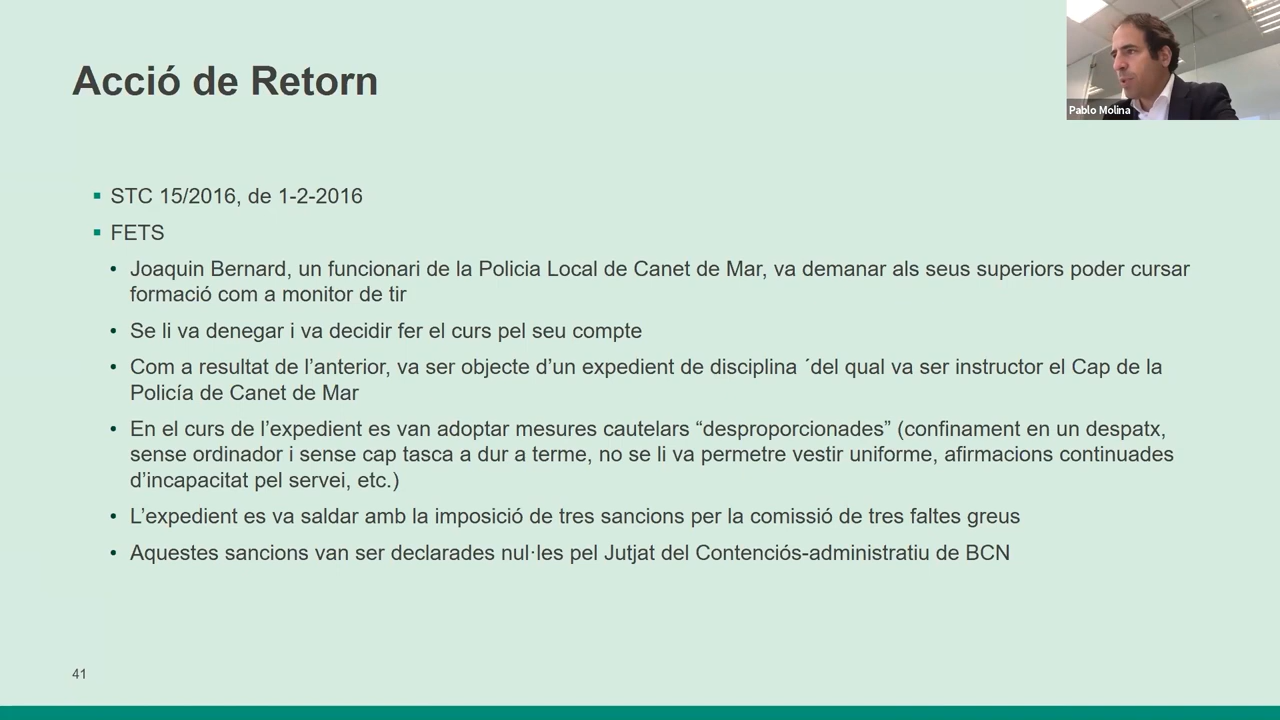 Acció de Retorn
Pablo Molina
▪ STC 15/2016, de 1-2-2016
▪ FETS
• Joaquin Bernard, un funcionari de la Policia Local de Canet de Mar, va demanar als seus superiors poder cursar
formació com a monitor de tir
• Se li va denegar i va decidir fer el curs pel seu compte
• Com a resultat de l’anterior, va ser objecte d’un expedient de disciplina ´del qual va ser instructor el Cap de la
Policía de Canet de Mar
• En el curs de l’expedient es van adoptar mesures cautelars “desproporcionades” (confinament en un despatx,
sense ordinador i sense cap tasca a dur a terme, no se li va permetre vestir uniforme, afirmacions continuades
d’incapacitat pel servei, etc.)
• L’expedient es va saldar amb la imposició de tres sancions per la comissió de tres faltes greus
• Aquestes sancions van ser declarades nul·les pel Jutjat del Contenciós-administratiu de BCN
41